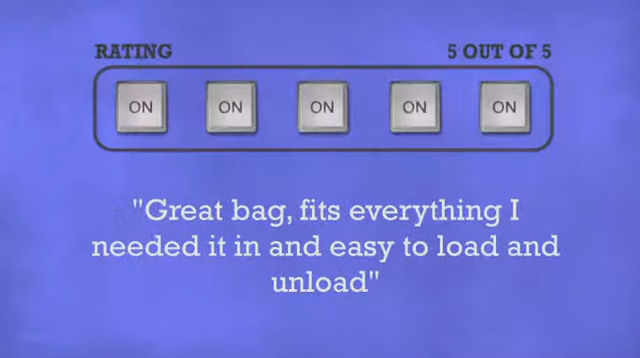 RATING 5 OUT OF 5
ON ON ON ON ON
"Great bag, fits everything I
needed it in and easy to load and
unload"